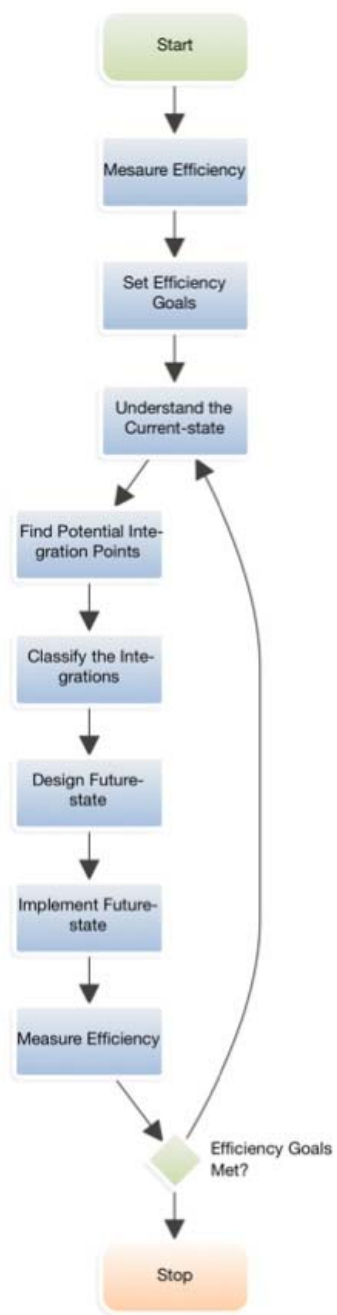 Start
Mesaure Efficiency
Set Efficiency
Goals
Understand the
Current-state
Find Potential Inte-
gration Points
Classify the Inte-
grations
Design Future-
state
Implement Future-
state
Measure Efficiency
Efficiency Goals
Met?
Stop